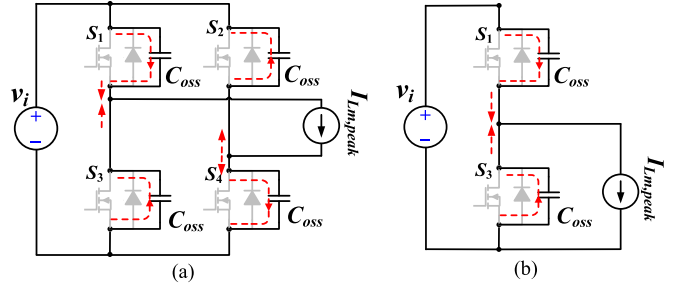 S1
S2
Coss
Coss
vi
+
−
ILm,peak
S3
S4
Coss
Coss
(a)
S1
Coss
vi
+
−
S3
Coss
ILm,peak
(b)